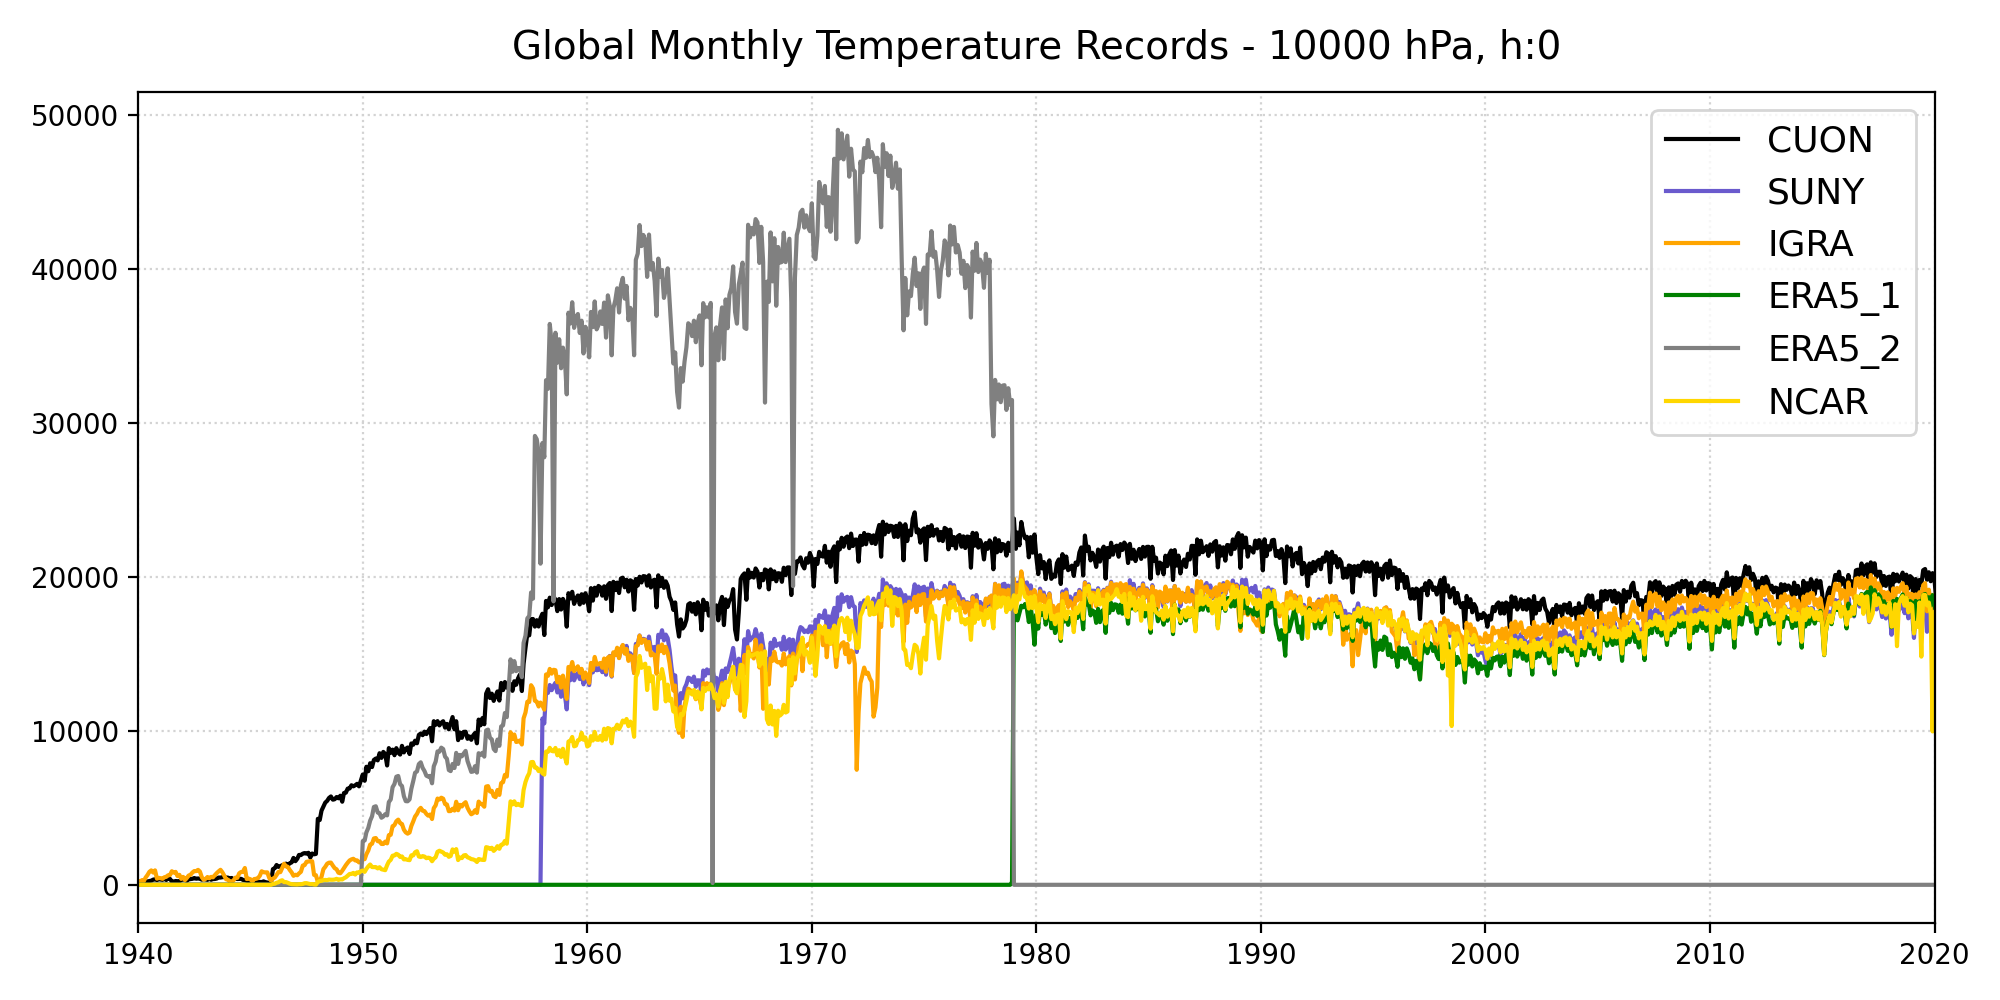 Global Monthly Temperature Records - 10000 hPa, h:0
50000
40000
30000
20000
10000
0
CUON
SUNY
IGRA
ERA5_1
ERA5_2
NCAR
1940 1950 1960 1970 1980 1990 2000 2010 2020